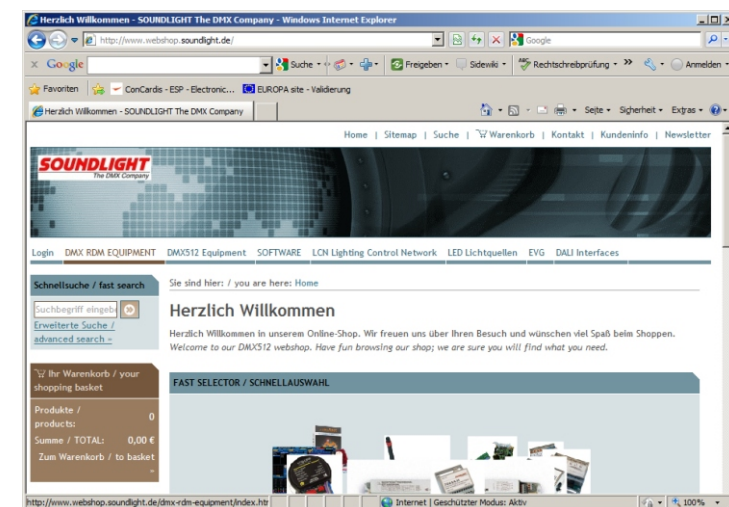 Herzlich Willkommen - SOUNDLIGHT The DMX Company - Windows Internet Explorer
http://www.webshop.soundlight.de/
Google
Google
Suche
Freigeben
Sidewiki
Rechtschreibprüfung
Anmelden
Favoriten
ConCardis - ESP - Electronic...
EUROPA site - Validierung
Herzlich Willkommen - SOUNDLIGHT The DMX Company
Seite
Sicherheit
Extras
Home | Sitemap | Suche | Warenkorb | Kontakt | Kundeninfo | Newsletter
SOUNDLIGHT
The DMX Company
Login DMX RDM EQUIPMENT DMX512 Equipment SOFTWARE LCN Lighting Control Network LED Lichtquellen EVG DALI Interfaces
Schnellsuche / fast search
Suchbegriff eingeb
Erweiterte Suche /
advanced search »
Ihr Warenkorb / your
shopping basket
Produkte /
products: 0
Summe / TOTAL: 0,00 €
Zum Warenkorb / to basket
»
Sie sind hier: / you are here: Home
Herzlich Willkommen
Herzlich Willkommen in unserem Online-Shop. Wir freuen uns über Ihren Besuch und wünschen viel Spaß beim Shoppen.
Welcome to our DMX512 webshop. Have fun browsing our shop; we are sure you will find what you need.
FAST SELECTOR / SCHNELLAUSWAHL
http://www.webshop.soundlight.de/dmx-rdm-equipment/index.htm
Internet | Geschützter Modus: Aktiv
100%